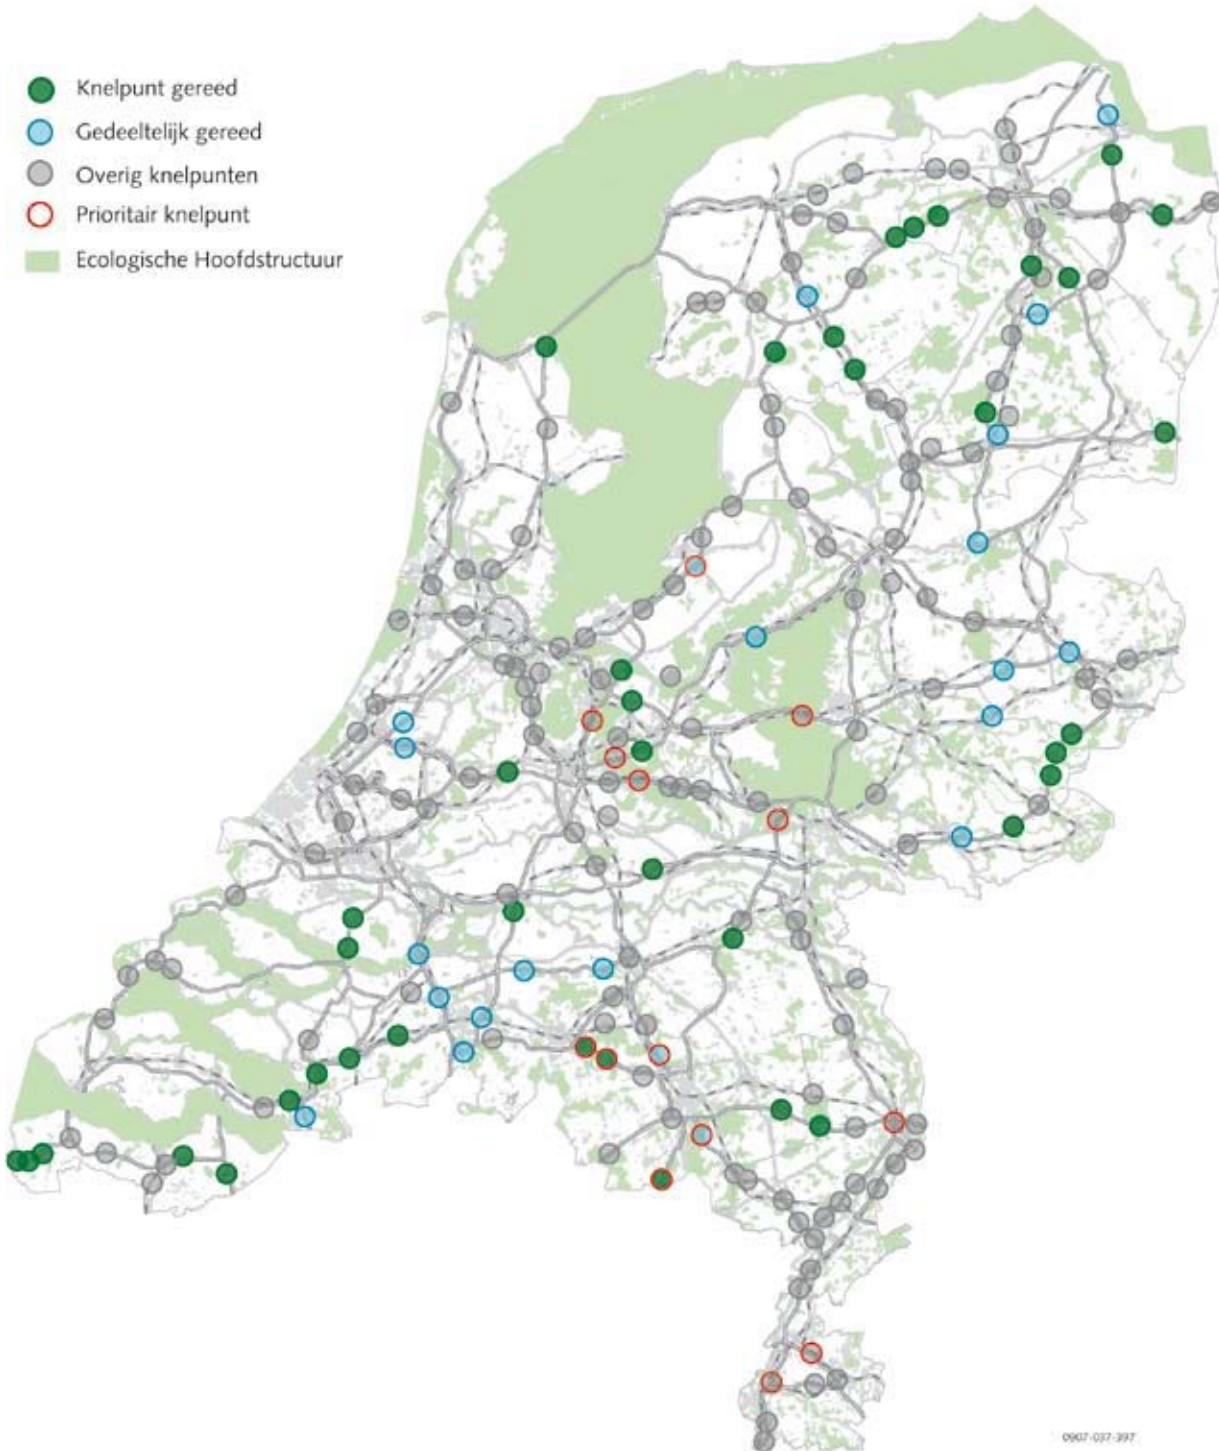 Knelpunt gereed
Gedeeltelijk gereed
Overig knelpunten
Prioritair knelpunt
Ecologische Hoofdstructuur
0907-037-397